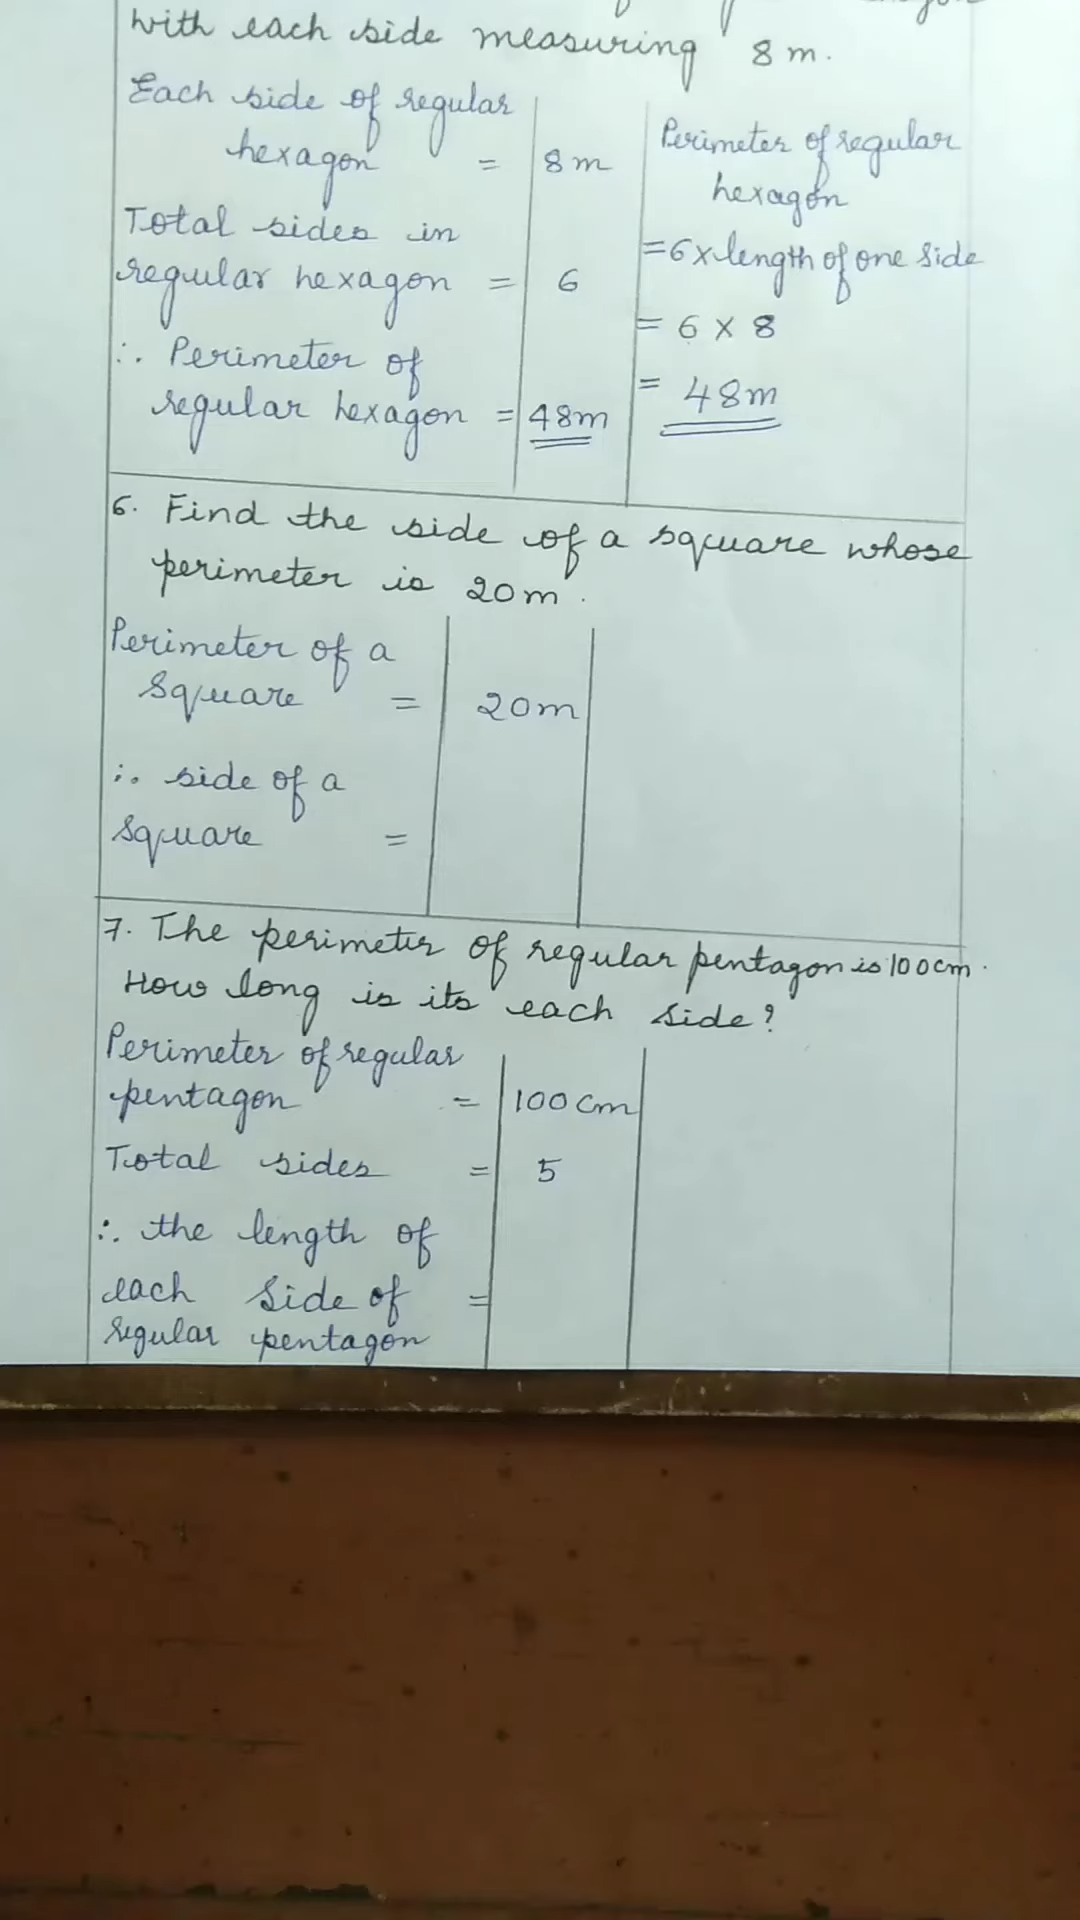 with each side measuring 8 m.
Each side of regular
hexagon = 8 m
Total sides in
regular hexagon = 6
∴ Perimeter of
regular hexagon = 48m
Perimeter of regular
hexagon
= 6 x length of one side
= 6 x 8
= 48m
6. Find the side of a square whose
perimeter is 20m.
Perimeter of a
square = 20m
∴ side of a
square =
7. The perimeter of regular pentagon is 100cm.
How long is its each side?
Perimeter of regular
pentagon = 100 cm
Total sides = 5
∴ the length of
each side of =
regular pentagon